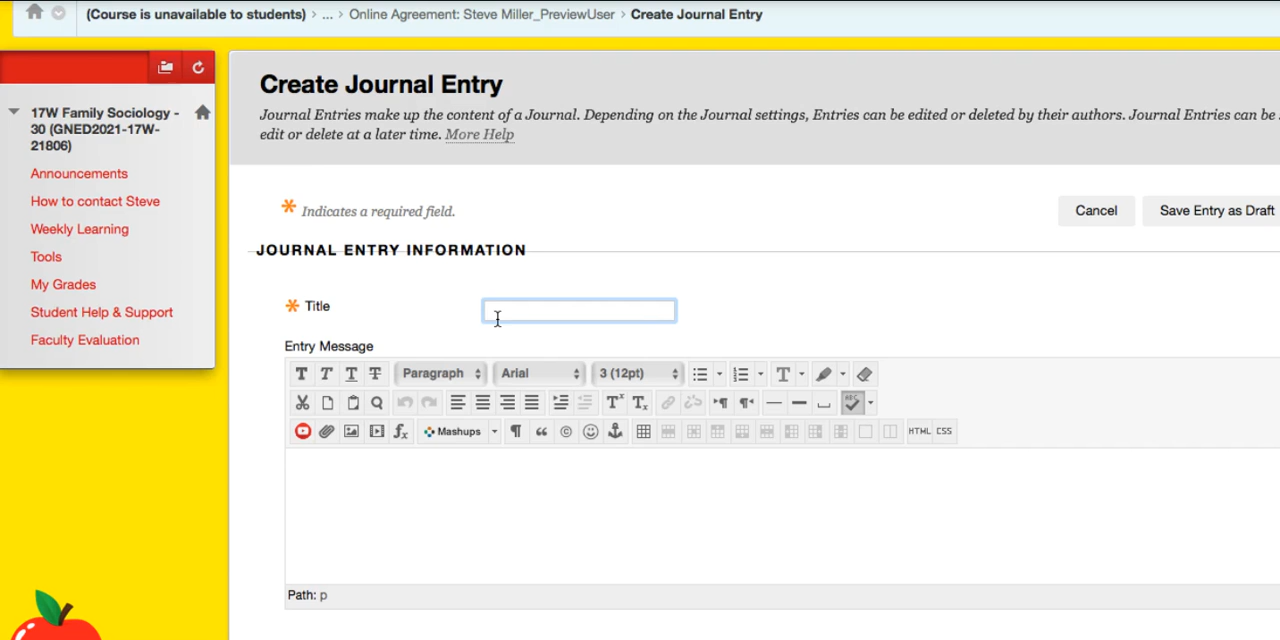 (Course is unavailable to students) > ... > Online Agreement: Steve Miller_PreviewUser > Create Journal Entry
17W Family Sociology -
30 (GNED2021-17W-
21806)
Announcements
How to contact Steve
Weekly Learning
Tools
My Grades
Student Help & Support
Faculty Evaluation
Create Journal Entry
Journal Entries make up the content of a Journal. Depending on the Journal settings, Entries can be edited or deleted by their authors. Journal Entries can be
edit or delete at a later time. More Help
* Indicates a required field.
Cancel
Save Entry as Draft
JOURNAL ENTRY INFORMATION
* Title
Entry Message
T T T T Paragraph Arial 3 (12pt) T
Tx Tx ABC
fx Mashups HTML CSS
Path: p